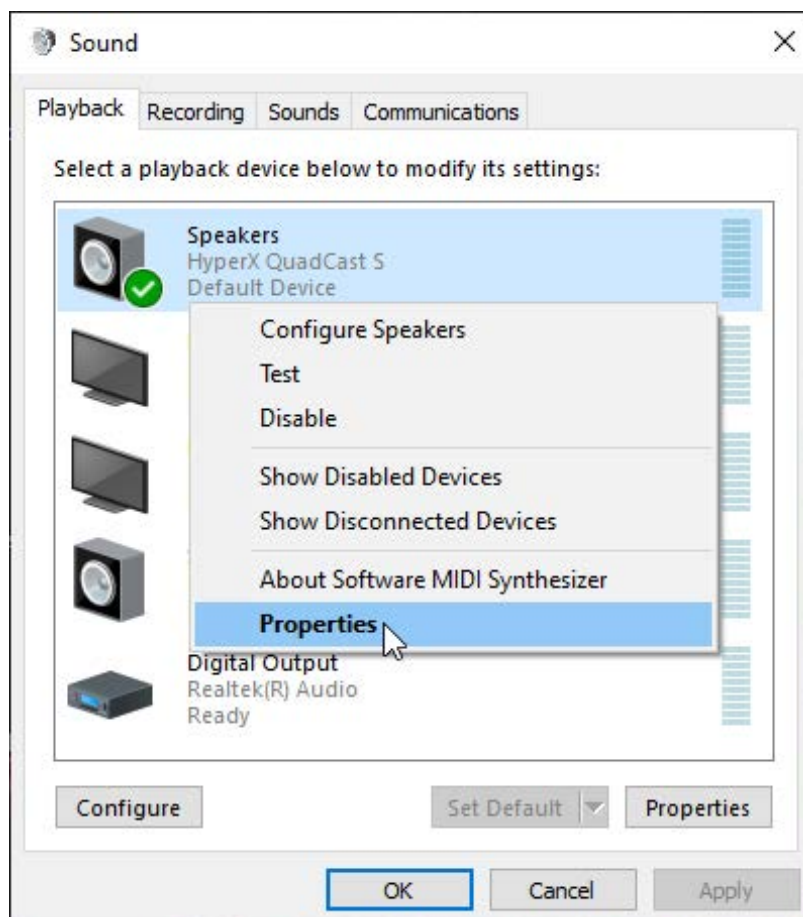 Sound
Playback Recording Sounds Communications
Select a playback device below to modify its settings:
Speakers
HyperX QuadCast S
Default Device
Configure Speakers
Test
Disable
Show Disabled Devices
Show Disconnected Devices
About Software MIDI Synthesizer
Properties
Digital Output
Realtek(R) Audio
Ready
Configure Set Default Properties
OK Cancel Apply